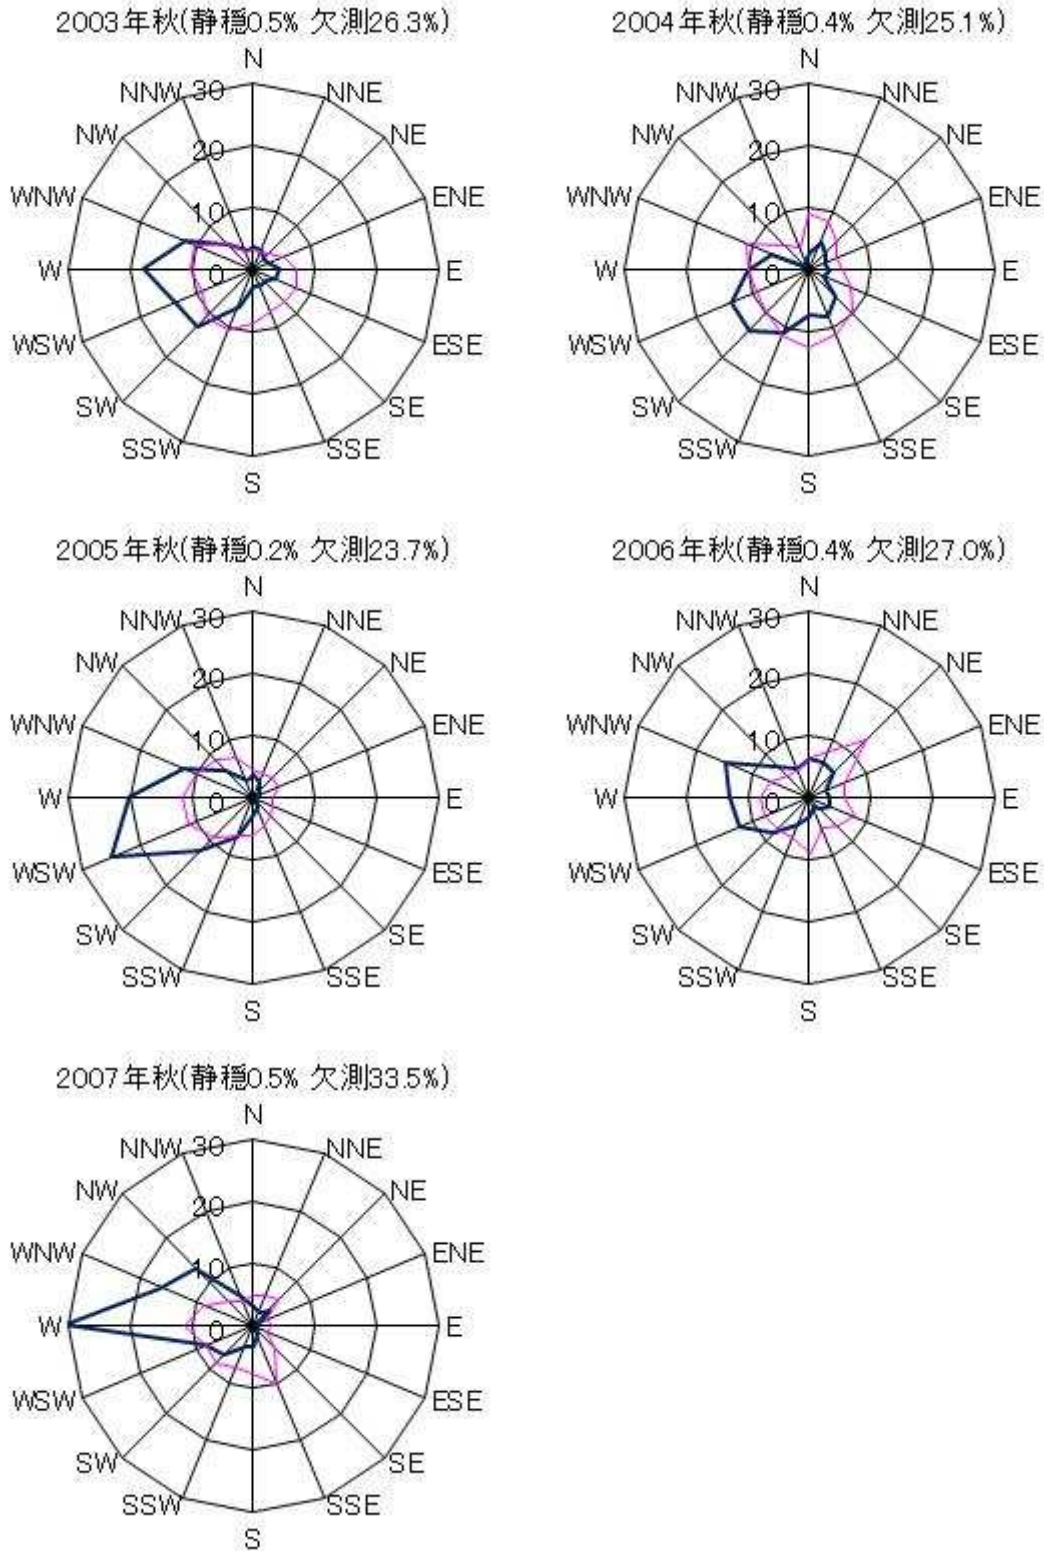 2003年秋(静穏0.5% 欠測26.3%)
N
NNW 30 NNE
NW 20 NE
WNW 10 ENE
W 0 E
WSW ESE
SW SE
SSW SSE
S
2004年秋(静穏0.4% 欠測25.1%)
N
NNW 30 NNE
NW 20 NE
WNW 10 ENE
W 0 E
WSW ESE
SW SE
SSW SSE
S
2005年秋(静穏0.2% 欠測23.7%)
N
NNW 30 NNE
NW 20 NE
WNW 10 ENE
W 0 E
WSW ESE
SW SE
SSW SSE
S
2006年秋(静穏0.4% 欠測27.0%)
N
NNW 30 NNE
NW 20 NE
WNW 10 ENE
W 0 E
WSW ESE
SW SE
SSW SSE
S
2007年秋(静穏0.5% 欠測33.5%)
N
NNW 30 NNE
NW 20 NE
WNW 10 ENE
W 0 E
WSW ESE
SW SE
SSW SSE
S